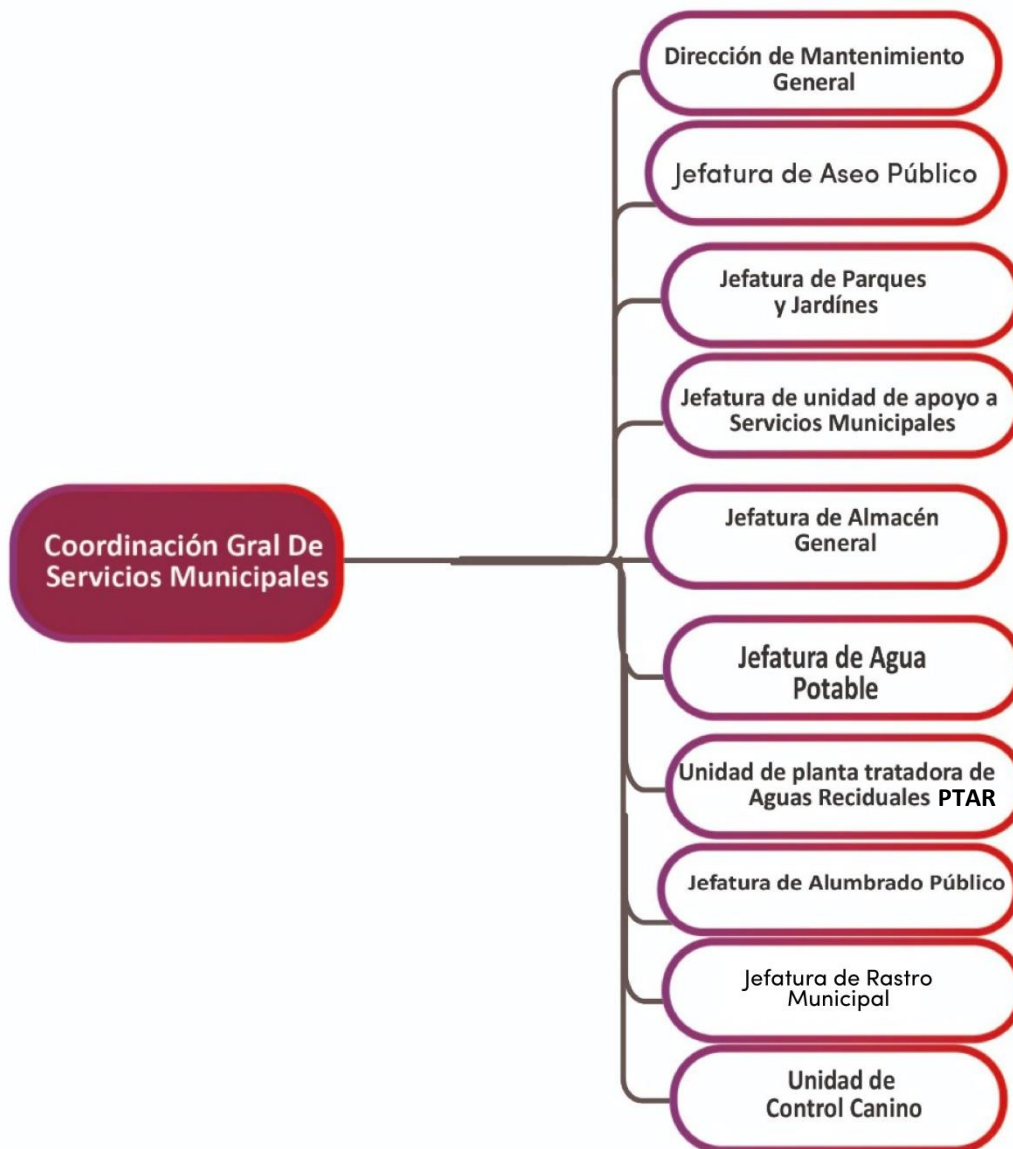 Dirección de Mantenimiento
General
Jefatura de Aseo Público
Jefatura de Parques
y Jardínes
Jefatura de unidad de apoyo a
Servicios Municipales
Coordinación Gral De
Servicios Municipales
Jefatura de Almacén
General
Jefatura de Agua
Potable
Unidad de planta tratadora de
Aguas Reciduales PTAR
Jefatura de Alumbrado Público
Jefatura de Rastro
Municipal
Unidad de
Control Canino